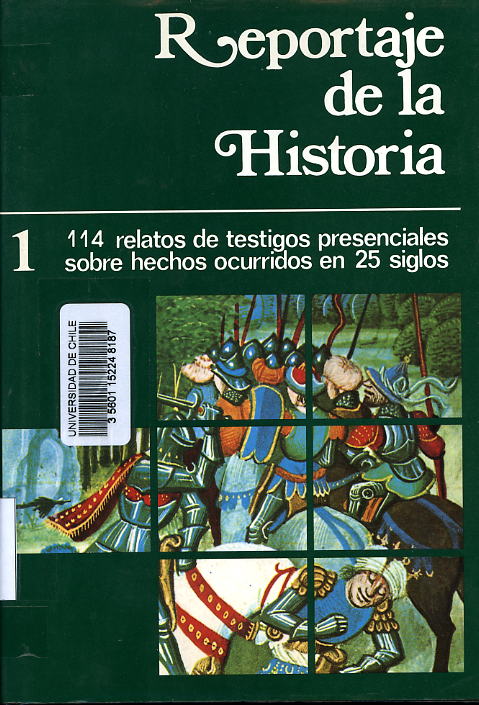 Reportaje
de la
Historia
1
114 relatos de testigos presenciales
sobre hechos ocurridos en 25 siglos
UNIVERSIDAD DE CHILE
3 5601 15224 8187